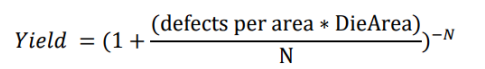 Yield = (1 + (defects per area * DieArea) / N)^-N